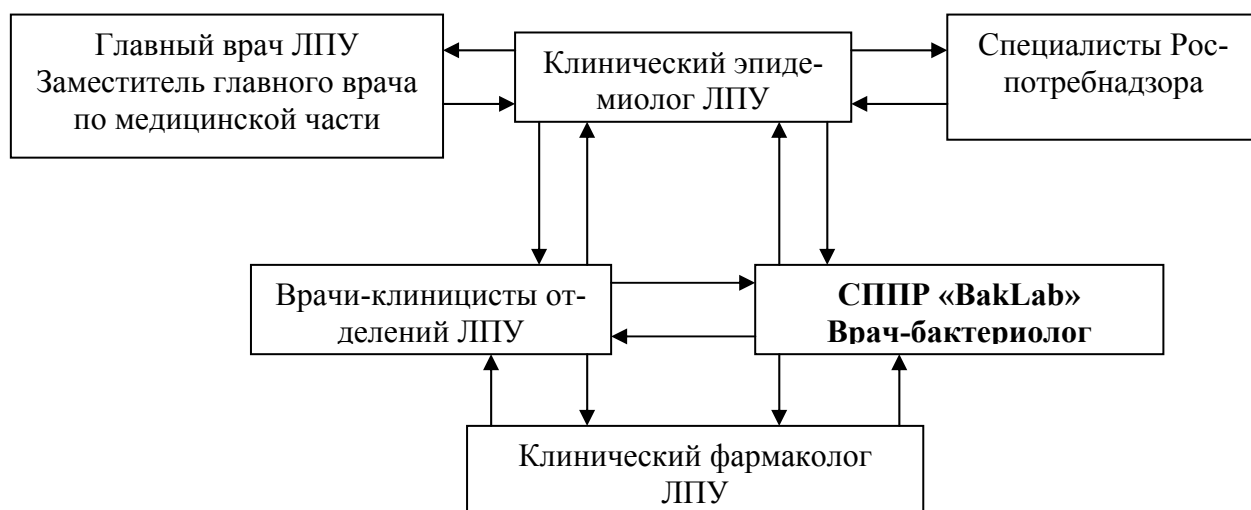 Главный врач ЛПУ
Заместитель главного врача
по медицинской части
Клинический эпиде-
миолог ЛПУ
Специалисты Рос-
потребнадзора
Врачи-клиницисты от-
делений ЛПУ
СППР «BakLab»
Врач-бактериолог
Клинический фармаколог
ЛПУ